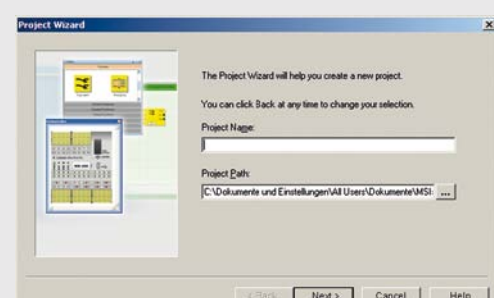 Project Wizard
The Project Wizard will help you create a new project.
You can click Back at any time to change your selection.
Project Name:
Project Path:
C:\Dokumente und Einstellungen\All Users\Dokumente\MSI: ...
< Back Next > Cancel Help